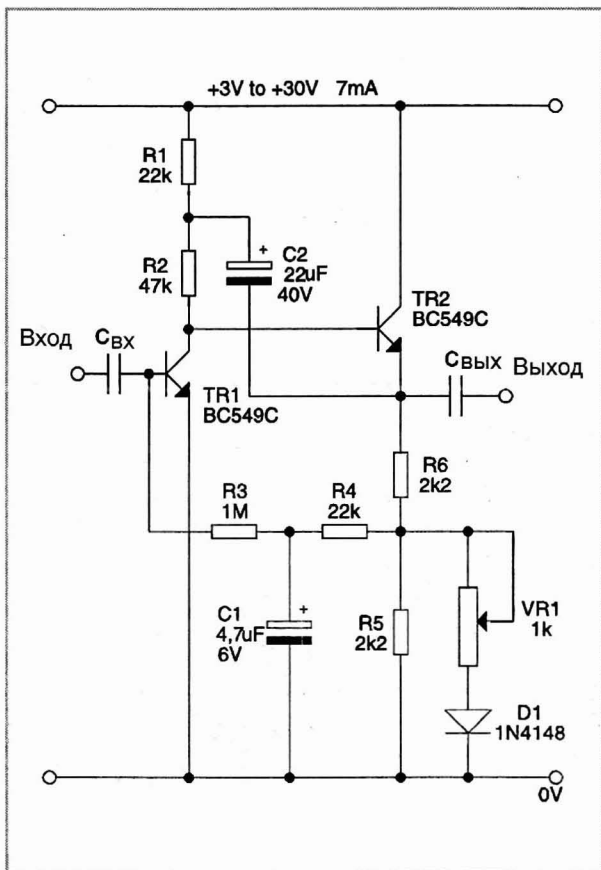 +3V to +30V 7mA
R1
22k
R2
47k
C2
22uF
40V
+
TR2
BC549C
Вход
CВХ
TR1
BC549C
CВЫХ
Выход
R6
2k2
R3
1M
R4
22k
C1
4,7uF
6V
+
R5
2k2
VR1
1k
D1
1N4148
0V